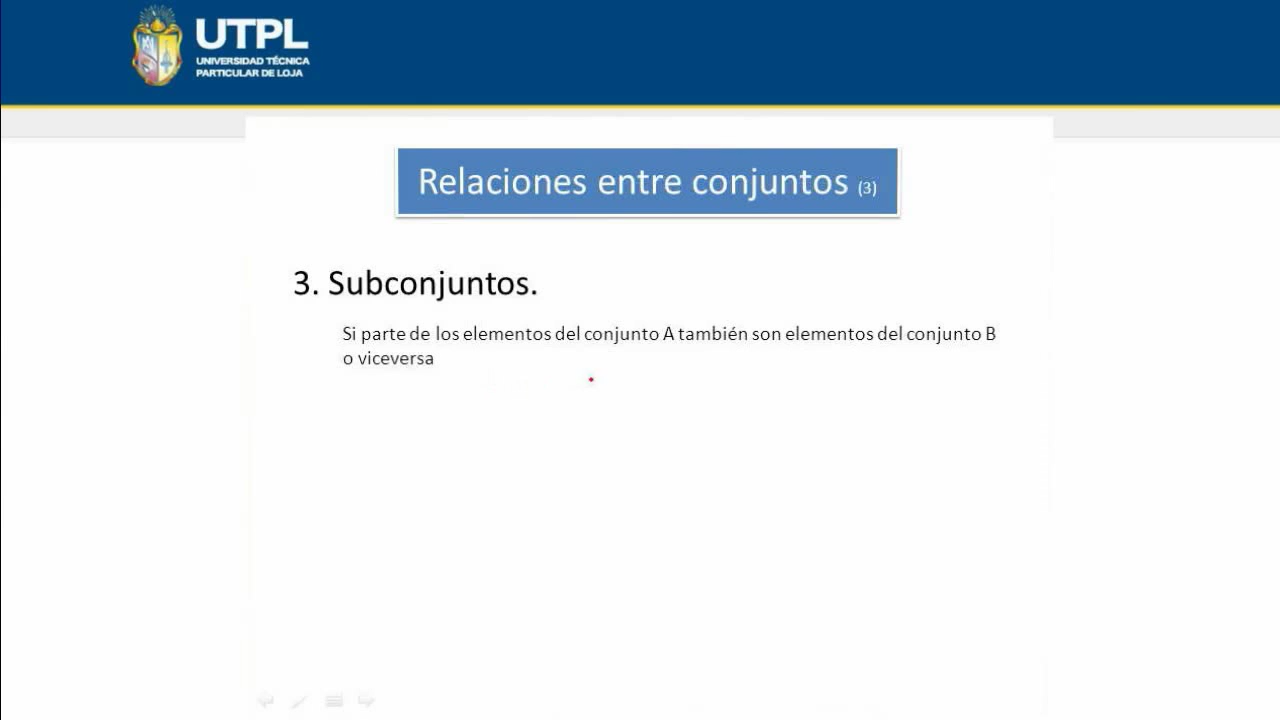 UTPL
UNIVERSIDAD TÉCNICA
PARTICULAR DE LOJA
Relaciones entre conjuntos (3)
3. Subconjuntos.
Si parte de los elementos del conjunto A también son elementos del conjunto B
o viceversa